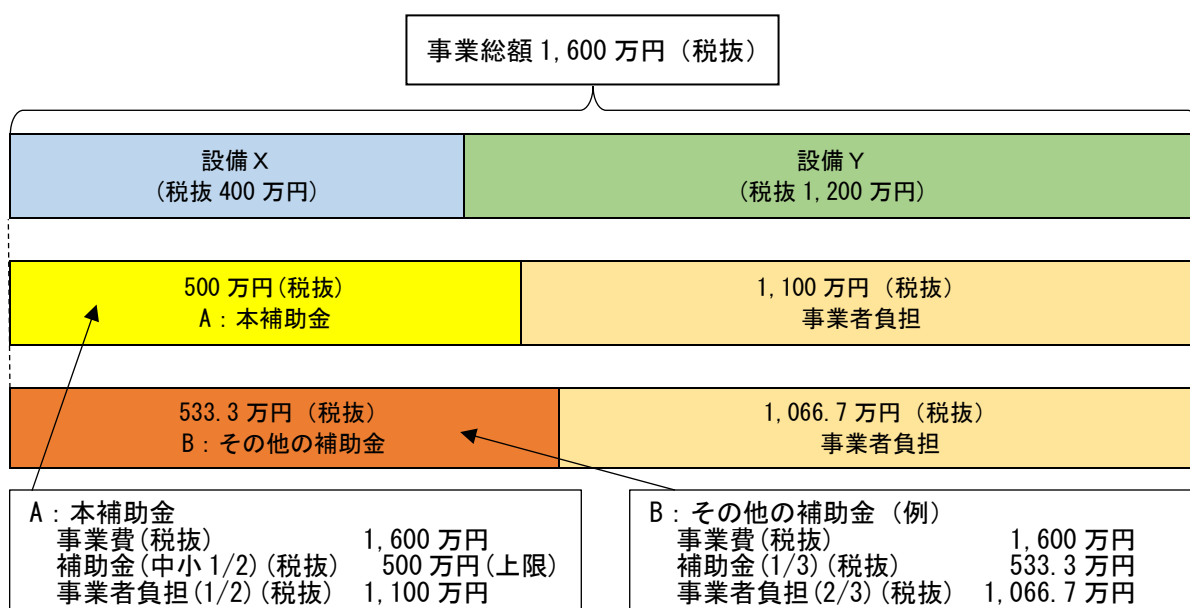 事業総額 1,600 万円（税抜）
設備Ｘ
(税抜 400 万円)
設備Ｙ
(税抜 1,200 万円)
500 万円(税抜)
A：本補助金
1,100 万円（税抜）
事業者負担
533.3 万円（税抜）
B：その他の補助金
1,066.7 万円（税抜）
事業者負担
A：本補助金
事業費(税抜) 1,600 万円
補助金(中小 1/2)(税抜) 500 万円(上限)
事業者負担(1/2)(税抜) 1,100 万円
B：その他の補助金（例）
事業費(税抜) 1,600 万円
補助金(1/3)(税抜) 533.3 万円
事業者負担(2/3)(税抜) 1,066.7 万円